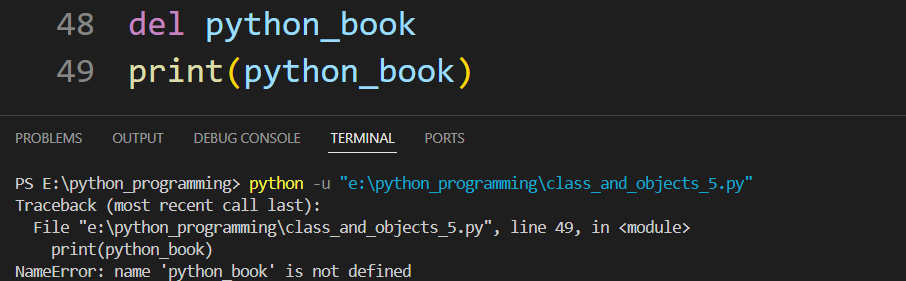 48 del python_book
49 print(python_book)
PROBLEMS OUTPUT DEBUG CONSOLE TERMINAL PORTS
PS E:\python_programming> python -u "e:\python_programming\class_and_objects_5.py"
Traceback (most recent call last):
  File "e:\python_programming\class_and_objects_5.py", line 49, in <module>
    print(python_book)
NameError: name 'python_book' is not defined